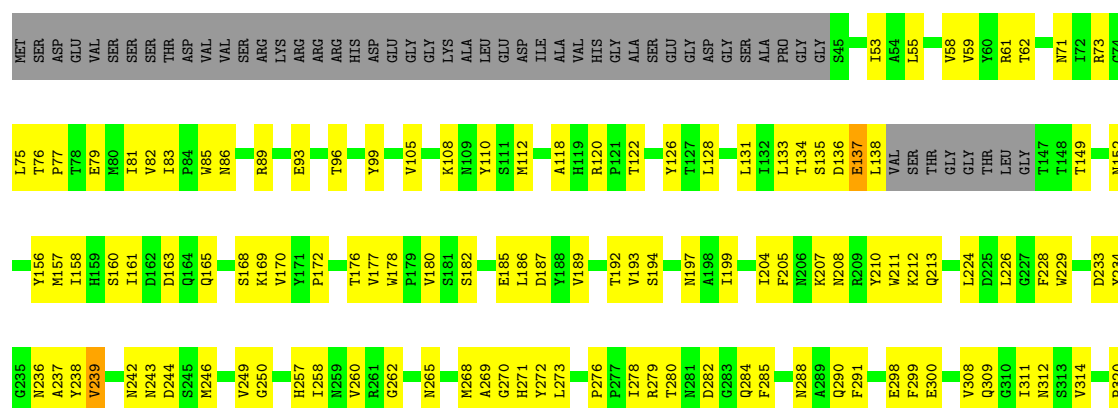 MET SER ASP GLU VAL SER SER SER THR ASP VAL VAL SER ARG LYS ARG ARG ARG ARG HIS ASP GLU GLY GLY LYS ALA LEU GLU ASP ILE ALA VAL HIS GLY ALA SER GLU GLY ASP GLY SER ALA PRO GLY GLY S45 I53 A54 L55 V58 V59 Y60 R61 T62 N71 I72 R73 G74
L75 T76 P77 T78 E79 M80 I81 V82 I83 P84 W85 N86 R89 E93 T96 Y99 V105 K108 N109 Y110 S111 M112 A118 H119 R120 P121 T122 Y126 T127 L128 L131 I132 L133 T134 S135 D136 E137 L138 VAL SER THR GLY GLY THR LEU GLY T147 T148 T149 N152
Y156 M157 I158 H159 S160 I161 D162 D163 Q164 Q165 S168 K169 V170 Y171 P172 T176 V177 W178 P179 V180 S181 S182 E185 L186 D187 Y188 V189 T192 V193 S194 N197 A198 I199 I204 F205 N206 K207 N208 R209 Y210 W211 K212 Q213 L224 D225 L226 G227 F228 W229 D233 Y234
G235 N236 A237 Y238 V239 N242 N243 D244 S245 M246 V249 G250 H257 I258 N259 V260 R261 G262 N265 M268 A269 G270 H271 Y272 L273 P276 P277 I278 R279 T280 N281 D282 G283 Q284 F285 N288 A289 Q290 F291 E298 F299 E300 V308 Q309 G310 I311 N312 S313 V314